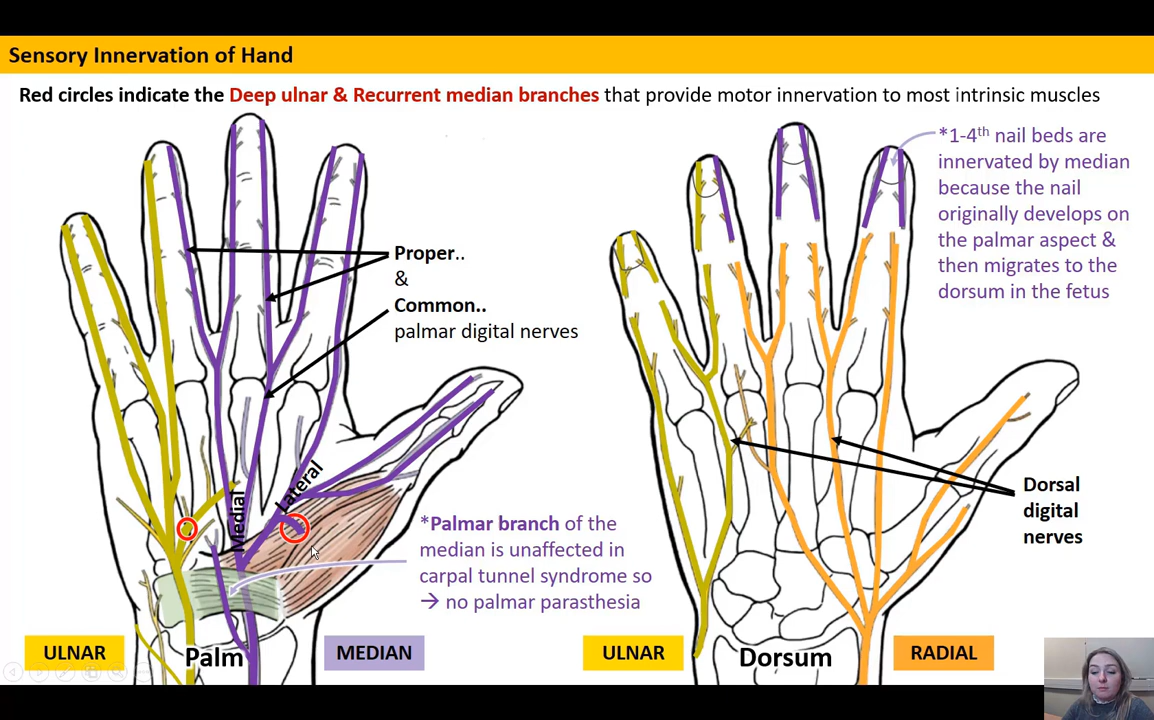 Sensory Innervation of Hand
Red circles indicate the Deep ulnar & Recurrent median branches that provide motor innervation to most intrinsic muscles
Proper..
&
Common..
palmar digital nerves
Medial
Lateral
*Palmar branch of the
median is unaffected in
carpal tunnel syndrome so
→ no palmar parasthesia
ULNAR
Palm
MEDIAN
*1-4th nail beds are
innervated by median
because the nail
originally develops on
the palmar aspect &
then migrates to the
dorsum in the fetus
Dorsal
digital
nerves
ULNAR
Dorsum
RADIAL